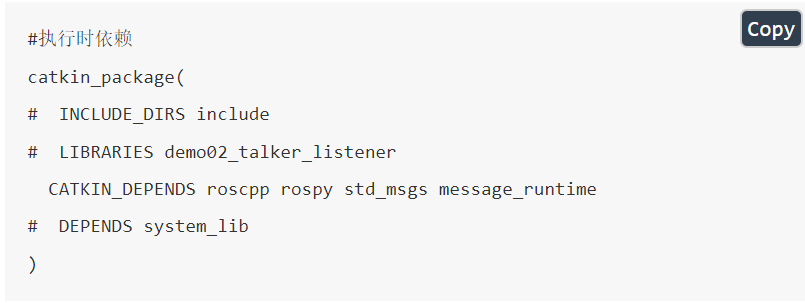 Copy
#执行时依赖
catkin_package(
#  INCLUDE_DIRS include
#  LIBRARIES demo02_talker_listener
  CATKIN_DEPENDS roscpp rospy std_msgs message_runtime
#  DEPENDS system_lib
)